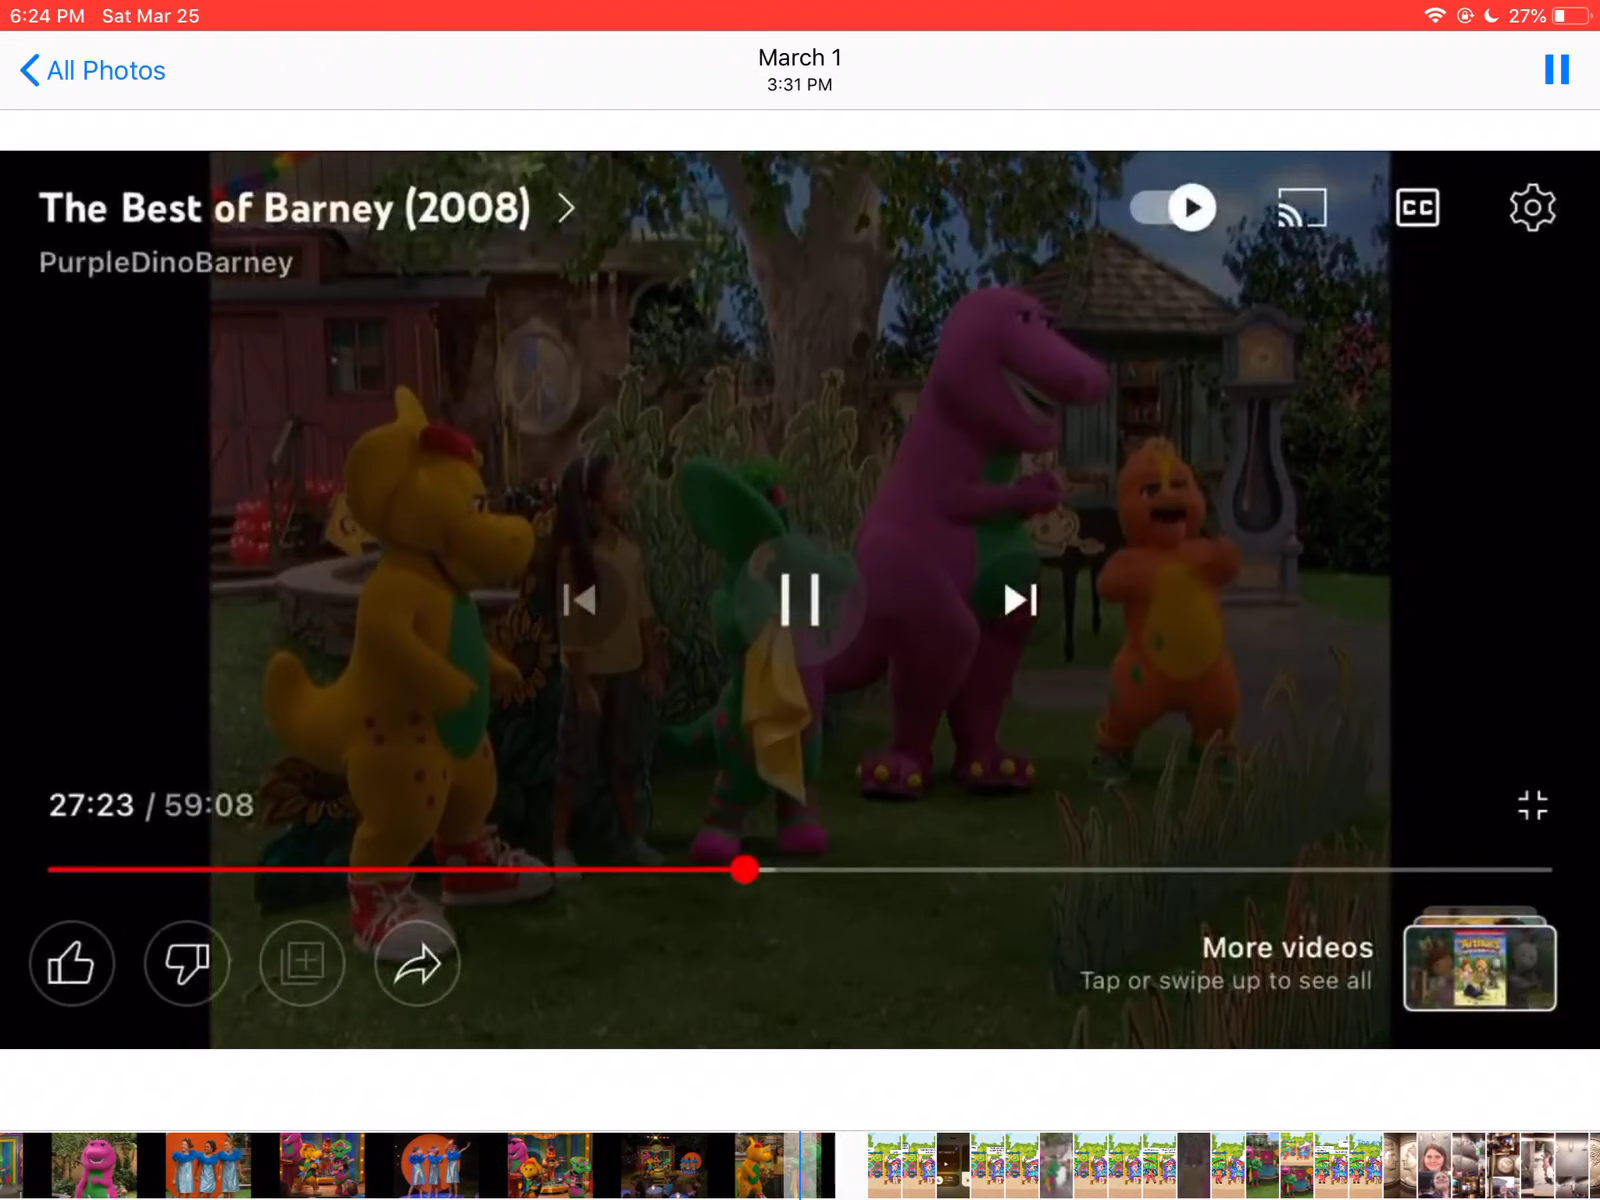 6:24 PM Sat Mar 25
27%
All Photos
March 1
3:31 PM
The Best of Barney (2008)
PurpleDinoBarney
CC
27:23 / 59:08
More videos
Tap or swipe up to see all